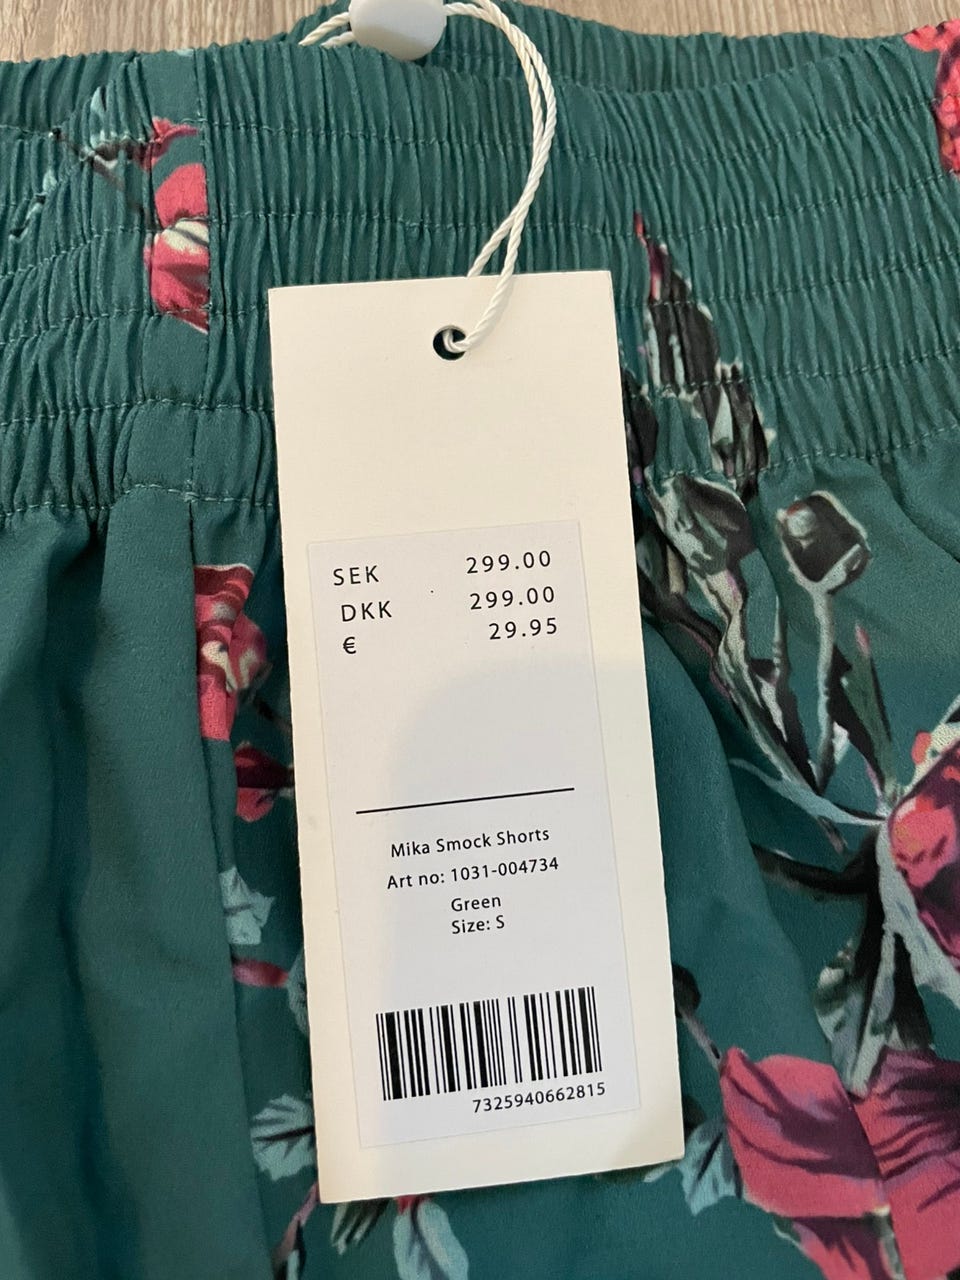 SEK 299.00
DKK 299.00
€ 29.95
Mika Smock Shorts
Art no: 1031-004734
Green
Size: S
7325940662815